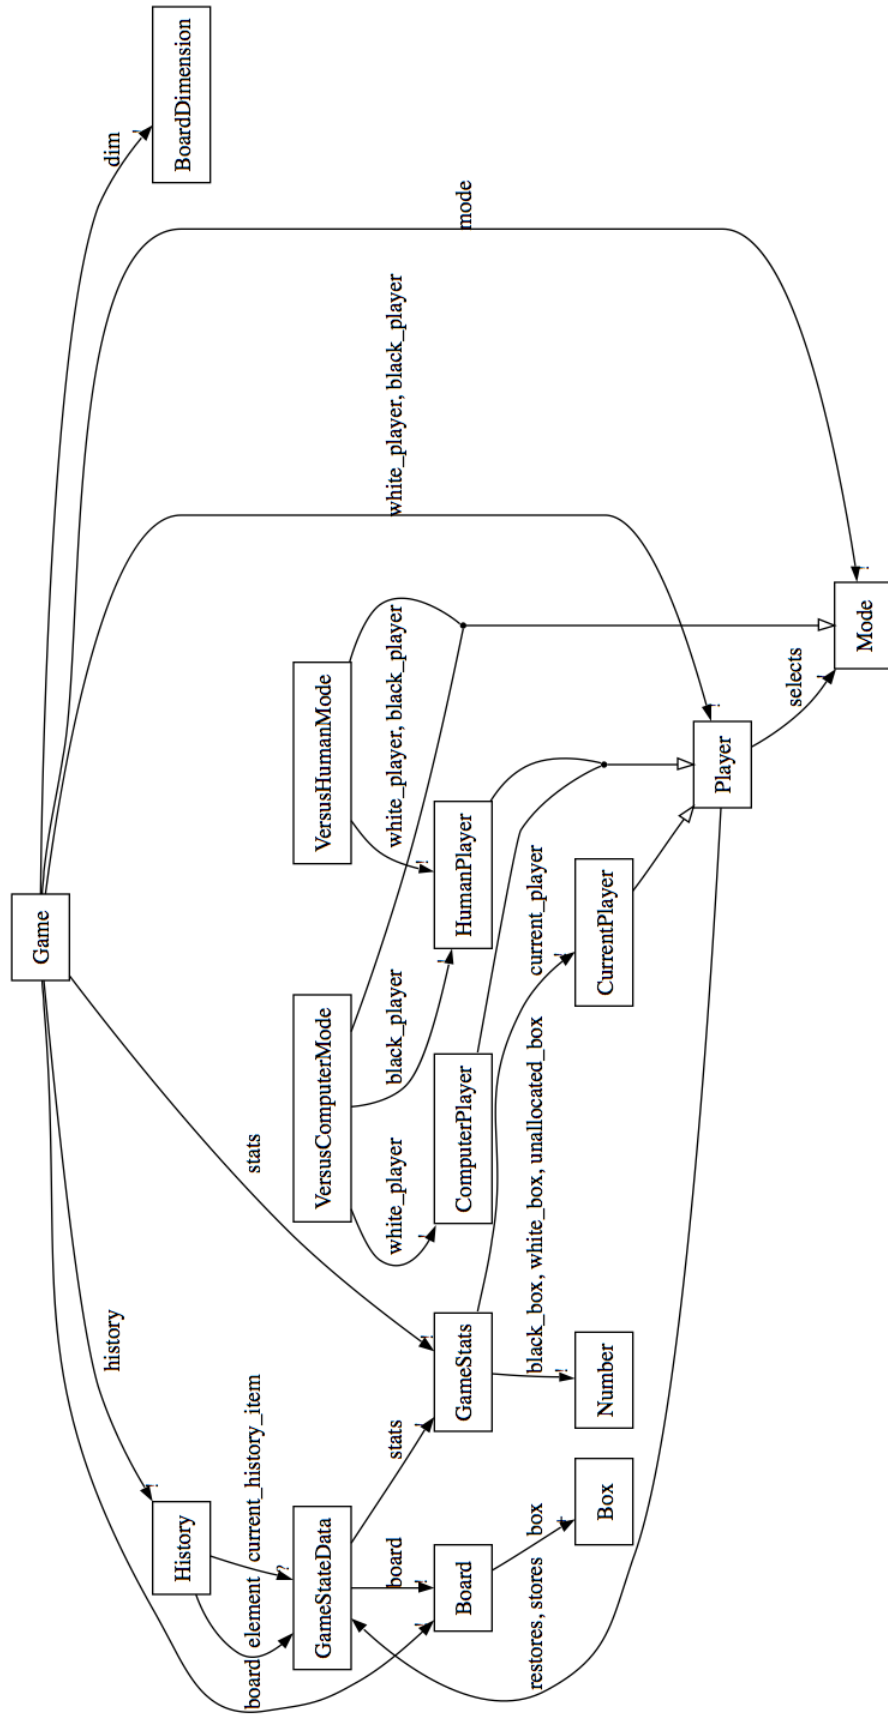 Game
dim
BoardDimension
history
History
stats
mode
white_player, black_player
board
element
current_history_item
GameStateData
VersusComputerMode
VersusHumanMode
board
stats
white_player
black_player
white_player, black_player
Board
GameStats
ComputerPlayer
HumanPlayer
restores, stores
box
black_box, white_box, unallocated_box
current_player
Box
Number
CurrentPlayer
Player
selects
Mode
!
!
!
!
!
!
?
!
!
!
!
!
!
+
!
!
!